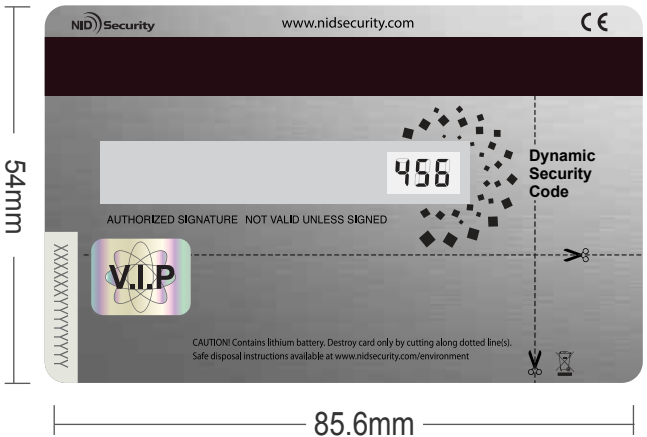 NID Security
www.nidsecurity.com
CE
456
Dynamic
Security
Code
AUTHORIZED SIGNATURE NOT VALID UNLESS SIGNED
V.I.P
XXXXXXYYYYYYYY
CAUTION! Contains lithium battery. Destroy card only by cutting along dotted line(s).
Safe disposal instructions available at www.nidsecurity.com/environment
54mm
85.6mm